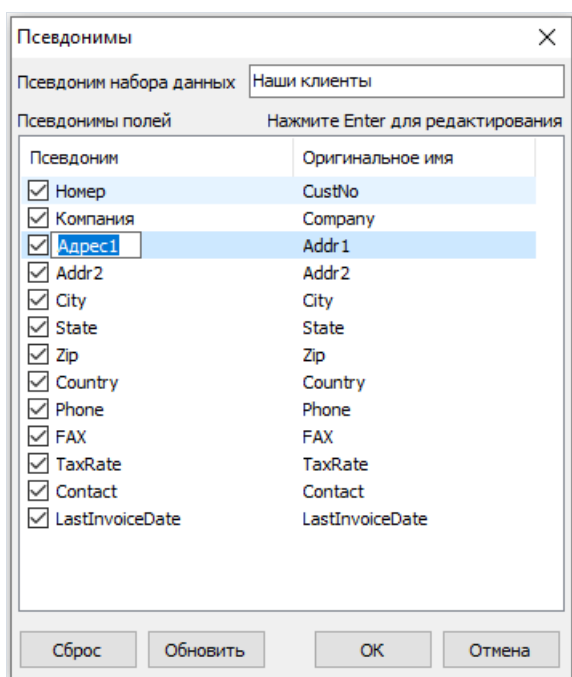 Псевдонимы
Псевдоним набора данных Наши клиенты
Псевдонимы полей Нажмите Enter для редактирования
Псевдоним Оригинальное имя
Номер CustNo
Компания Company
Адрес1 Addr1
Addr2 Addr2
City City
State State
Zip Zip
Country Country
Phone Phone
FAX FAX
TaxRate TaxRate
Contact Contact
LastInvoiceDate LastInvoiceDate
Сброс Обновить ОК Отмена